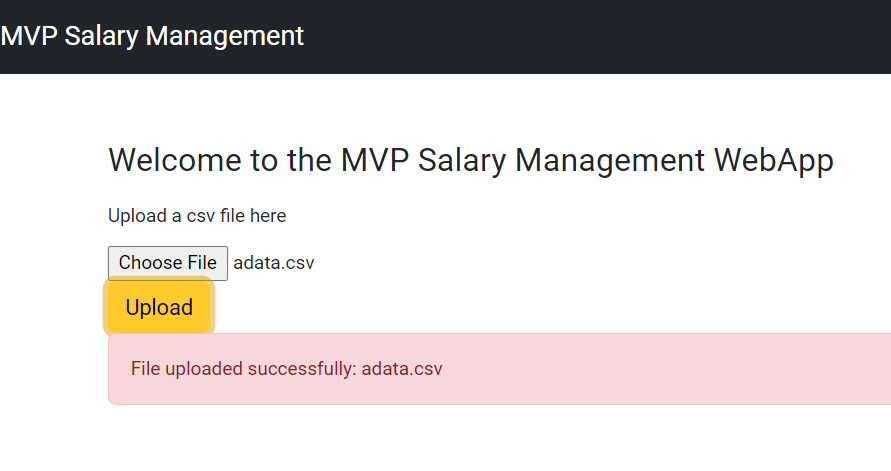 MVP Salary Management
Welcome to the MVP Salary Management WebApp
Upload a csv file here
Choose File adata.csv
Upload
File uploaded successfully: adata.csv